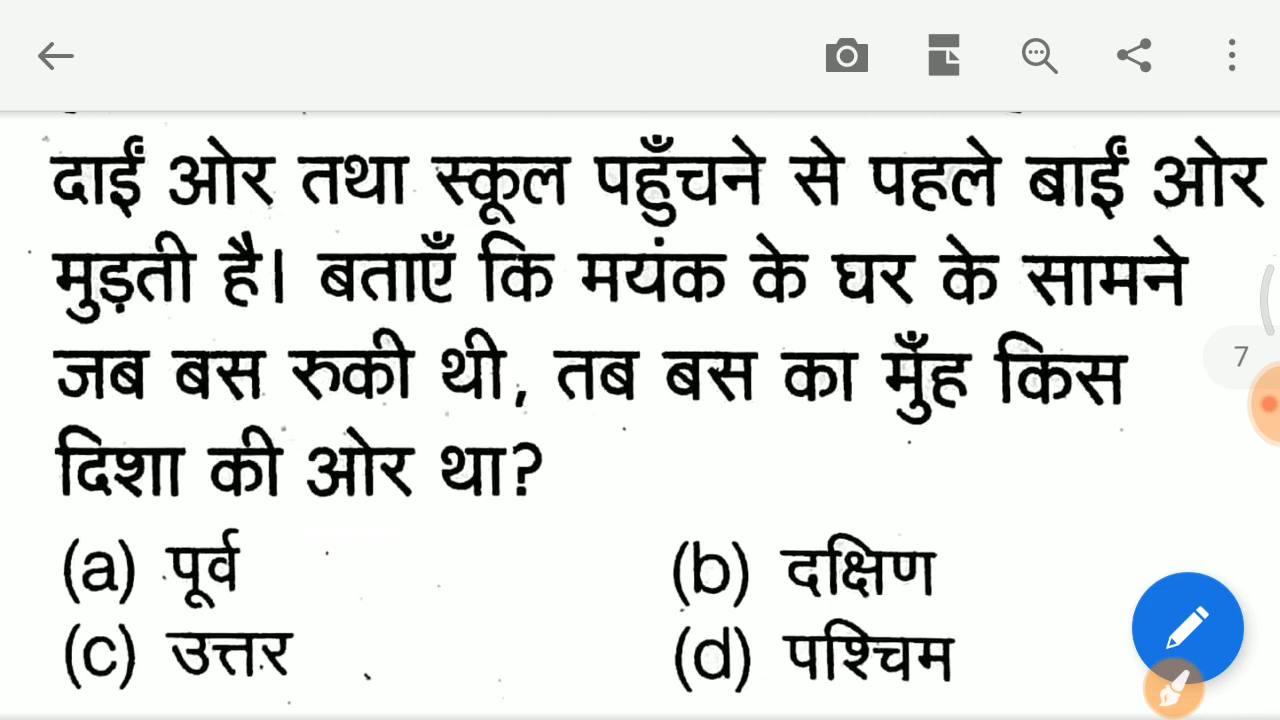 दाईं ओर तथा स्कूल पहुँचने से पहले बाईं ओर
मुड़ती है। बताएँ कि मयंक के घर के सामने
जब बस रुकी थी, तब बस का मुँह किस
7
दिशा की ओर था?
(a) पूर्व (b) दक्षिण
(c) उत्तर (d) पश्चिम